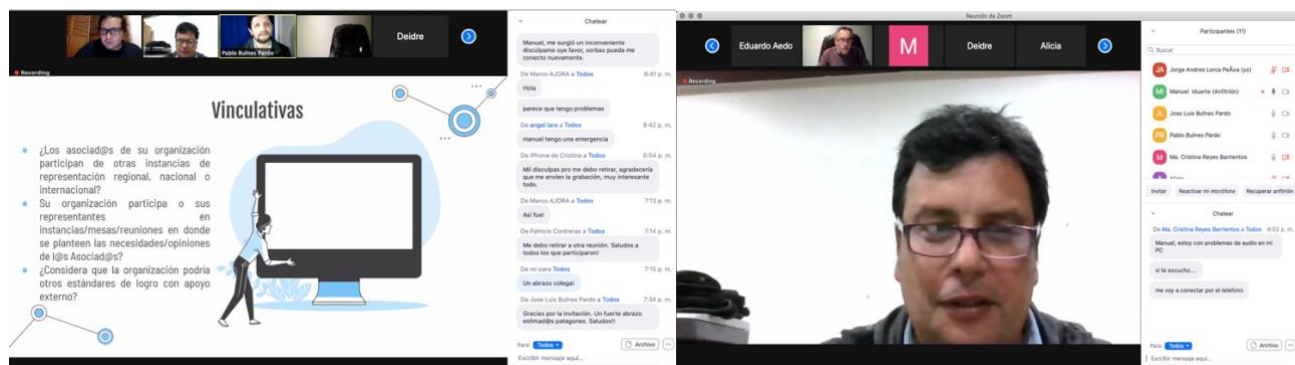 Pablo Bulnes Pardo
Deidre
Recording
Vinculativas
¿Los asociad@s de su organización
participan de otras instancias de
representación regional, nacional o
internacional?
Su organización participa o sus
representantes en
instancias/mesas/reuniones en donde
se planteen las necesidades/opiniones
de l@s Asociad@s?
¿Considera que la organización podría
otros estándares de logro con apoyo
externo?
Chatear
Manuel, me surgió un inconveniente
discúlpame oye favor, sorbas pueda me
conecto nuevamente.
De Marco AJORA a Todos 6:41 p. m.
Hola
parece que tengo problemas
De angel lara a Todos 6:42 p. m.
manuel tengo una emergencia
De iPhone de Cristina a Todos 6:54 p. m.
Mil disculpas pro me debo retirar, agradecería
que me envíen la grabación, muy interesante
todo.
De Marco AJORA a Todos 7:13 p. m.
Asi fue!
De Patricio Contreras a Todos 7:14 p. m.
Me debo retirar a otra reunión. Saludos a
todos los que participaron!
De mí para Todos 7:15 p. m.
Un abrazo colega!
De Jose Luis Bulnes Pardo a Todos 7:34 p. m.
Gracias por la invitación. Un fuerte abrazo
estimad@s patagones. Saludos!!
Para: Todos
Archivo
Escribir mensaje aquí...
Reunión de Zoom
Eduardo Aedo
M
Deidre
Alicia
Recording
Participantes (11)
Buscar
JA Jorge Andres Lorca PeÃ±a (yo)
MI Manuel Iduarte (Anfitrión)
JL Jose Luis Bulnes Pardo
PB Pablo Bulnes Pardo
M Ma. Cristina Reyes Barrientos
Invitar Reactivar mi micrófono Recuperar anfitrión
Chatear
De Ma. Cristina Reyes Barrientos a Todos 6:03 p. m.
Manuel, estoy con problemas de audio en mi
PC
si te escucho....
me voy a conectar por el telefono
Para: Todos
Archivo
Escribir mensaje aquí...